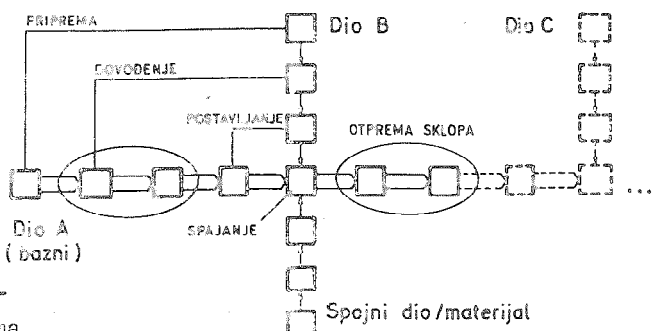 PRIPREMA
Dio B
Dio C
DOVOĐENJE
POSTAVLJANJE
OTPREMA SKLOPA
...
Dio A
(bazni)
SPAJANJE
Spojni dio/materijal